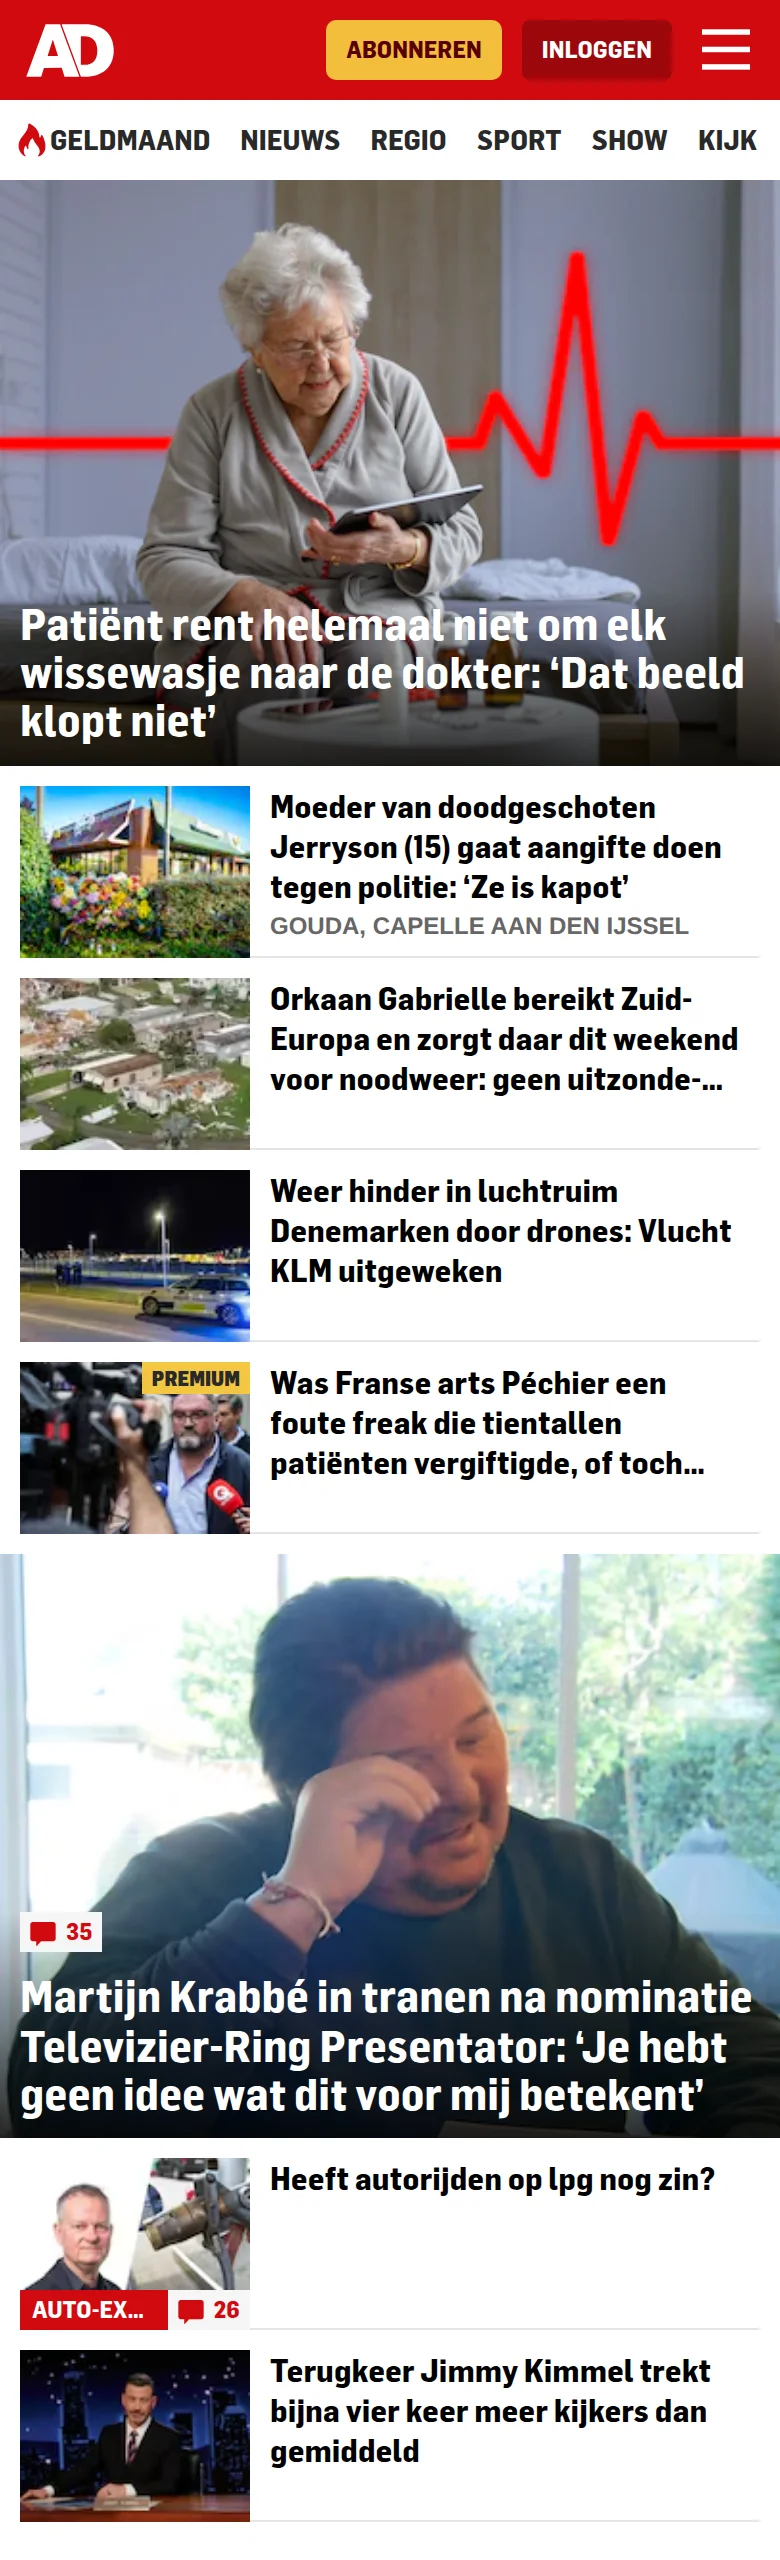 AD
ABONNEREN
INLOGGEN
GELDMAAND NIEUWS REGIO SPORT SHOW KIJK
Patiënt rent helemaal niet om elk
wissewasje naar de dokter: ‘Dat beeld
klopt niet’
Moeder van doodgeschoten
Jerryson (15) gaat aangifte doen
tegen politie: ‘Ze is kapot’
GOUDA, CAPELLE AAN DEN IJSSEL
Orkaan Gabrielle bereikt Zuid-
Europa en zorgt daar dit weekend
voor noodweer: geen uitzonde-...
Weer hinder in luchtruim
Denemarken door drones: Vlucht
KLM uitgeweken
PREMIUM
Was Franse arts Péchier een
foute freak die tientallen
patiënten vergiftigde, of toch...
35
Martijn Krabbé in tranen na nominatie
Televizier-Ring Presentator: ‘Je hebt
geen idee wat dit voor mij betekent’
Heeft autorijden op lpg nog zin?
AUTO-EX...
26
Terugkeer Jimmy Kimmel trekt
bijna vier keer meer kijkers dan
gemiddeld